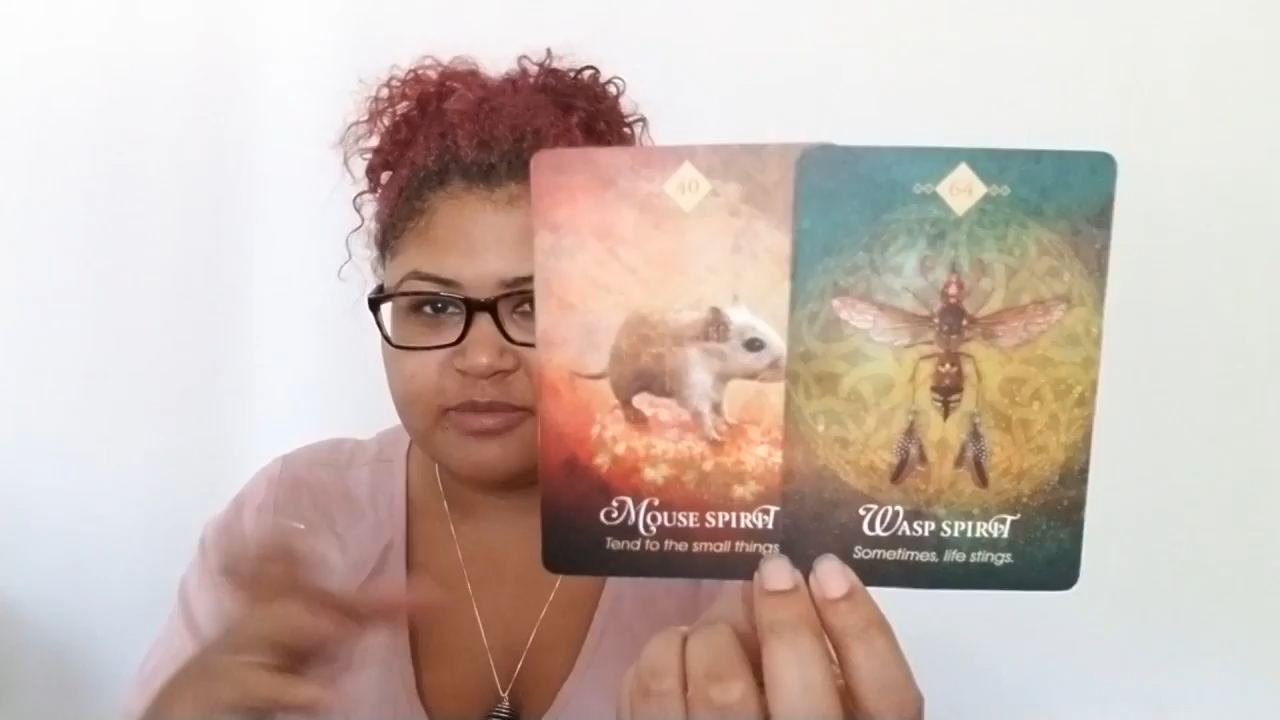 40
MOUSE SPIRIT
Tend to the small things
64
WASP SPIRIT
Sometimes, life stings.